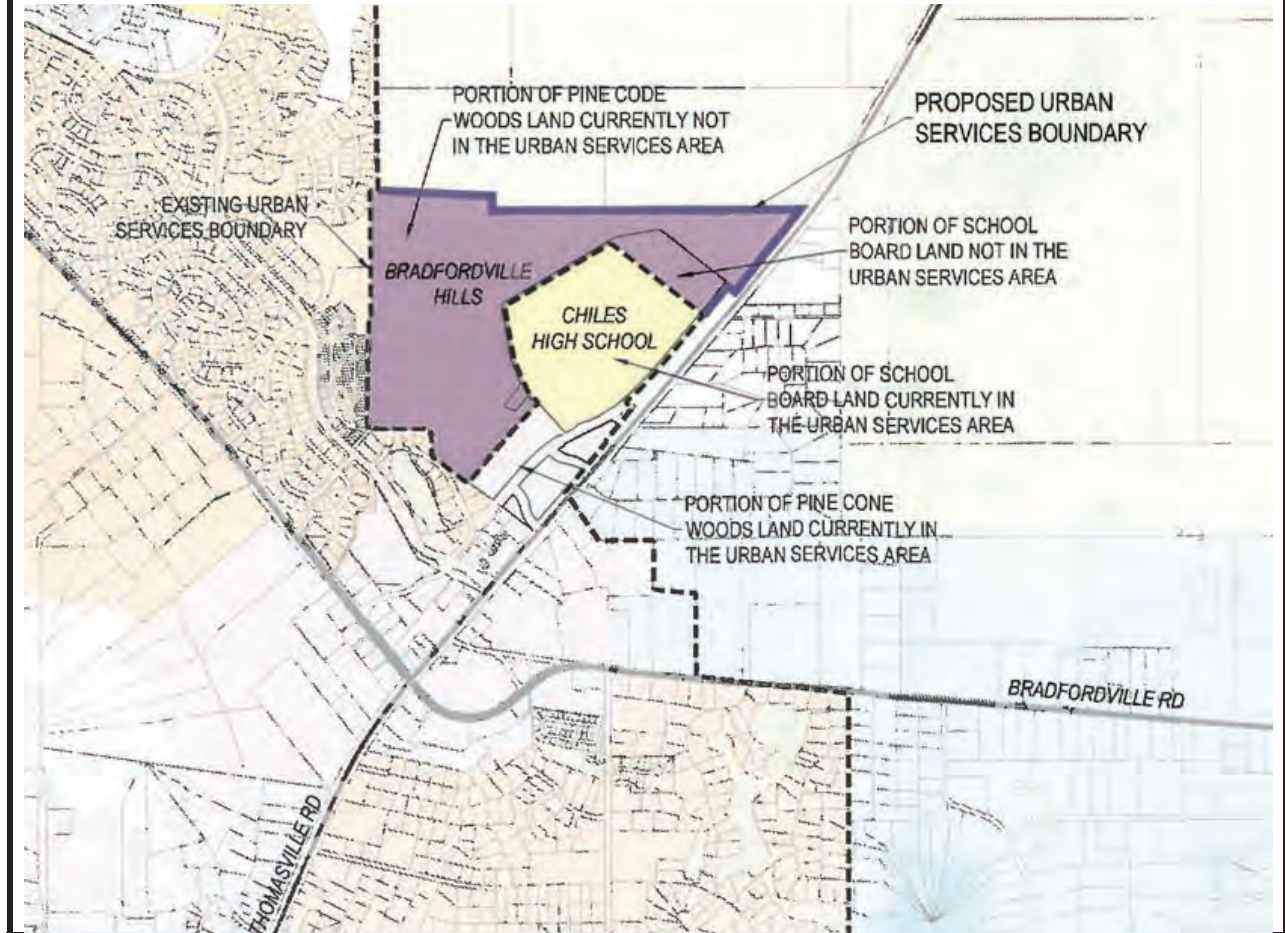 PORTION OF PINE CODE
WOODS LAND CURRENTLY NOT
IN THE URBAN SERVICES AREA
PROPOSED URBAN
SERVICES BOUNDARY
EXISTING URBAN
SERVICES BOUNDARY
PORTION OF SCHOOL
BOARD LAND NOT IN THE
URBAN SERVICES AREA
BRADFORDVILLE
HILLS
CHILES
HIGH SCHOOL
PORTION OF SCHOOL
BOARD LAND CURRENTLY IN
THE URBAN SERVICES AREA
PORTION OF PINE CONE
WOODS LAND CURRENTLY IN
THE URBAN SERVICES AREA
BRADFORDVILLE RD
THOMASVILLE RD